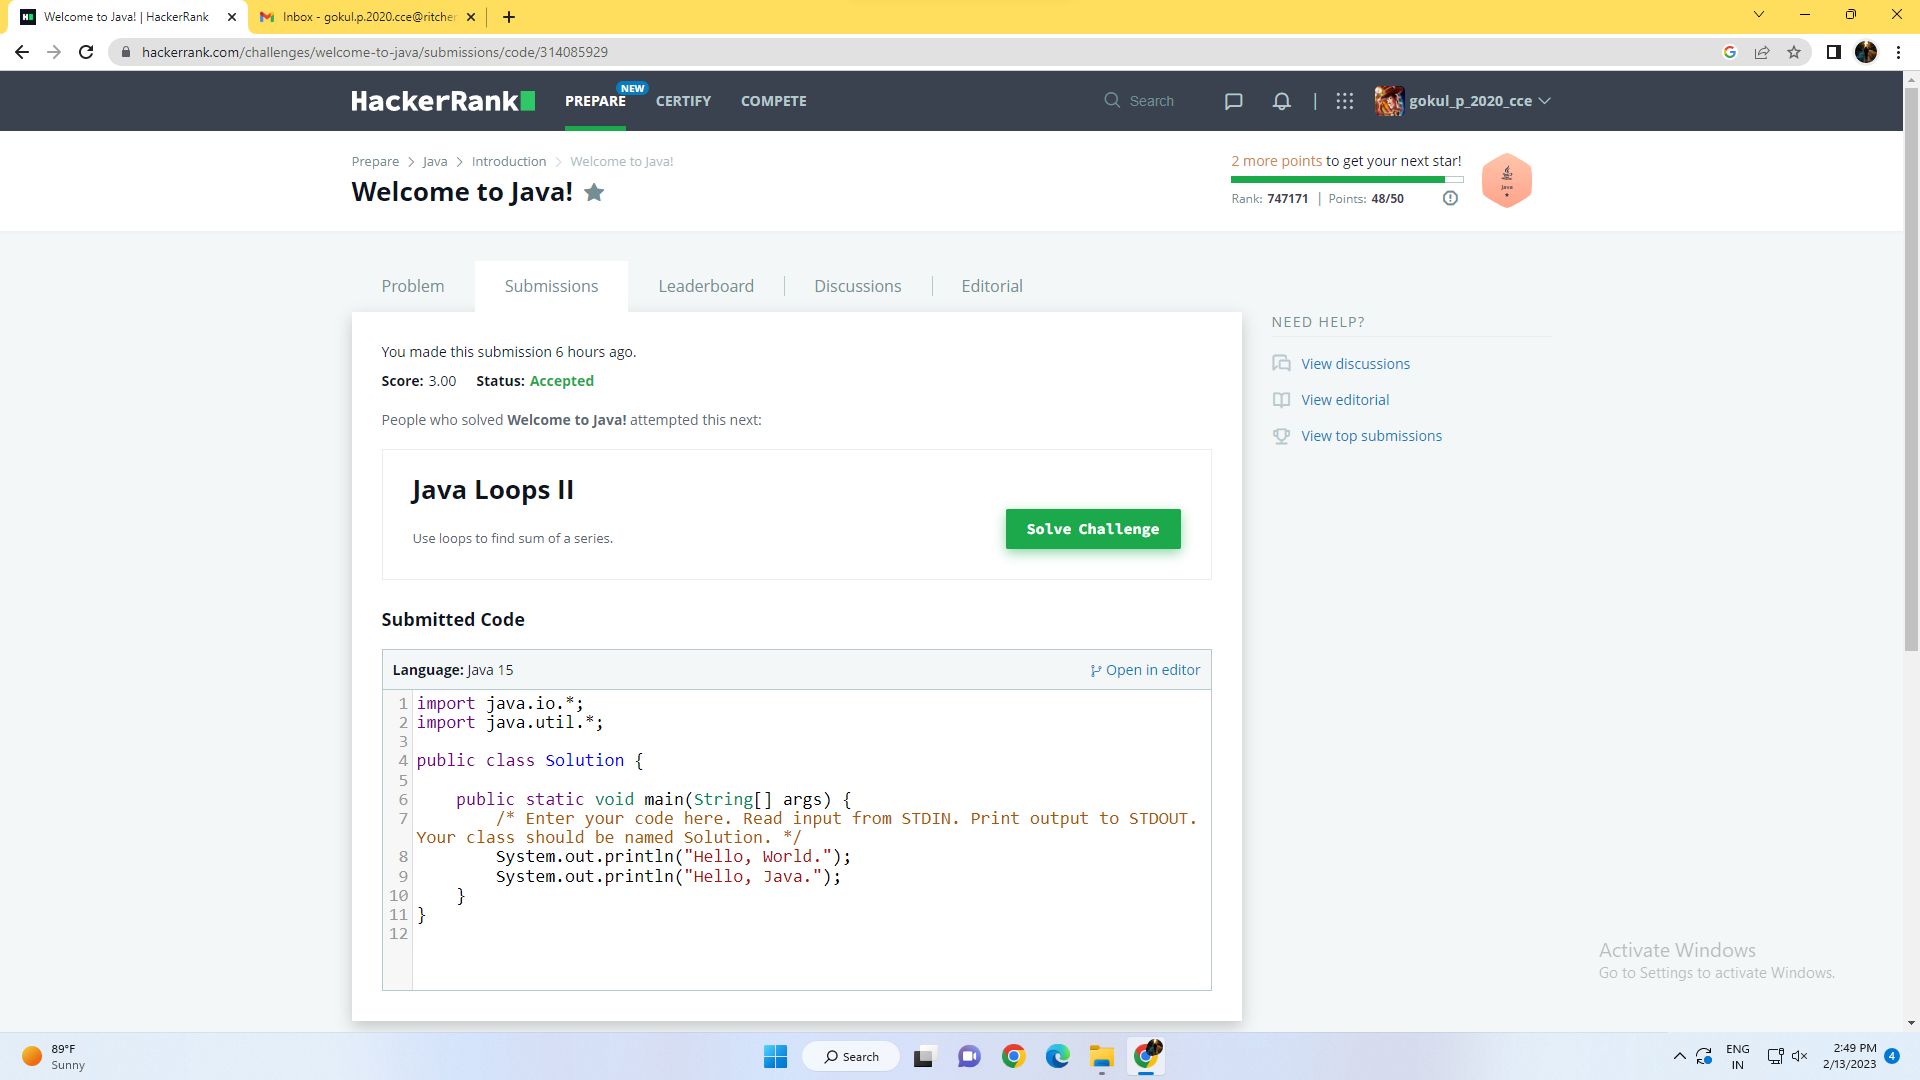 Welcome to Java! | HackerRank
Inbox - gokul.p.2020.cce@ritchen
hackerrank.com/challenges/welcome-to-java/submissions/code/314085929
HackerRank
PREPARE
NEW
CERTIFY
COMPETE
Search
gokul_p_2020_cce
Prepare > Java > Introduction > Welcome to Java!
Welcome to Java!
2 more points to get your next star!
Rank: 747171 | Points: 48/50
Java
Problem
Submissions
Leaderboard
Discussions
Editorial
You made this submission 6 hours ago.
Score: 3.00 Status: Accepted
People who solved Welcome to Java! attempted this next:
Java Loops II
Use loops to find sum of a series.
Solve Challenge
NEED HELP?
View discussions
View editorial
View top submissions
Submitted Code
Language: Java 15
Open in editor
1 import java.io.*;
2 import java.util.*;
3
4 public class Solution {
5
6 public static void main(String[] args) {
7 /* Enter your code here. Read input from STDIN. Print output to STDOUT.
Your class should be named Solution. */
8 System.out.println("Hello, World.");
9 System.out.println("Hello, Java.");
10 }
11 }
12
Activate Windows
Go to Settings to activate Windows.
89°F
Sunny
Search
ENG
IN
2:49 PM
2/13/2023
4